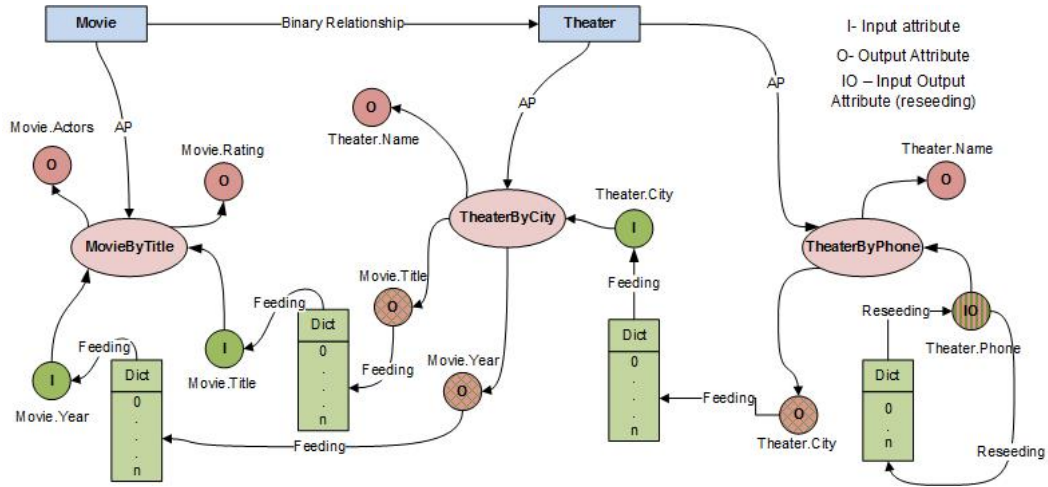 Movie
Binary Relationship
Theater
I- Input attribute
O- Output Attribute
IO – Input Output
Attribute (reseeding)
AP
AP
AP
Movie.Actors
O
Movie.Rating
O
O
Theater.Name
Theater.Name
O
MovieByTitle
TheaterByCity
Theater.City
I
TheaterByPhone
Movie.Title
O
Feeding
Feeding
Dict
0
.
.
.
n
I
Movie.Title
Feeding
Movie.Year
O
Feeding
I
Movie.Year
Dict
0
.
.
.
n
Feeding
Dict
0
.
.
.
n
Feeding
O
Theater.City
Reseeding
IO
Theater.Phone
Dict
0
.
.
n
Reseeding